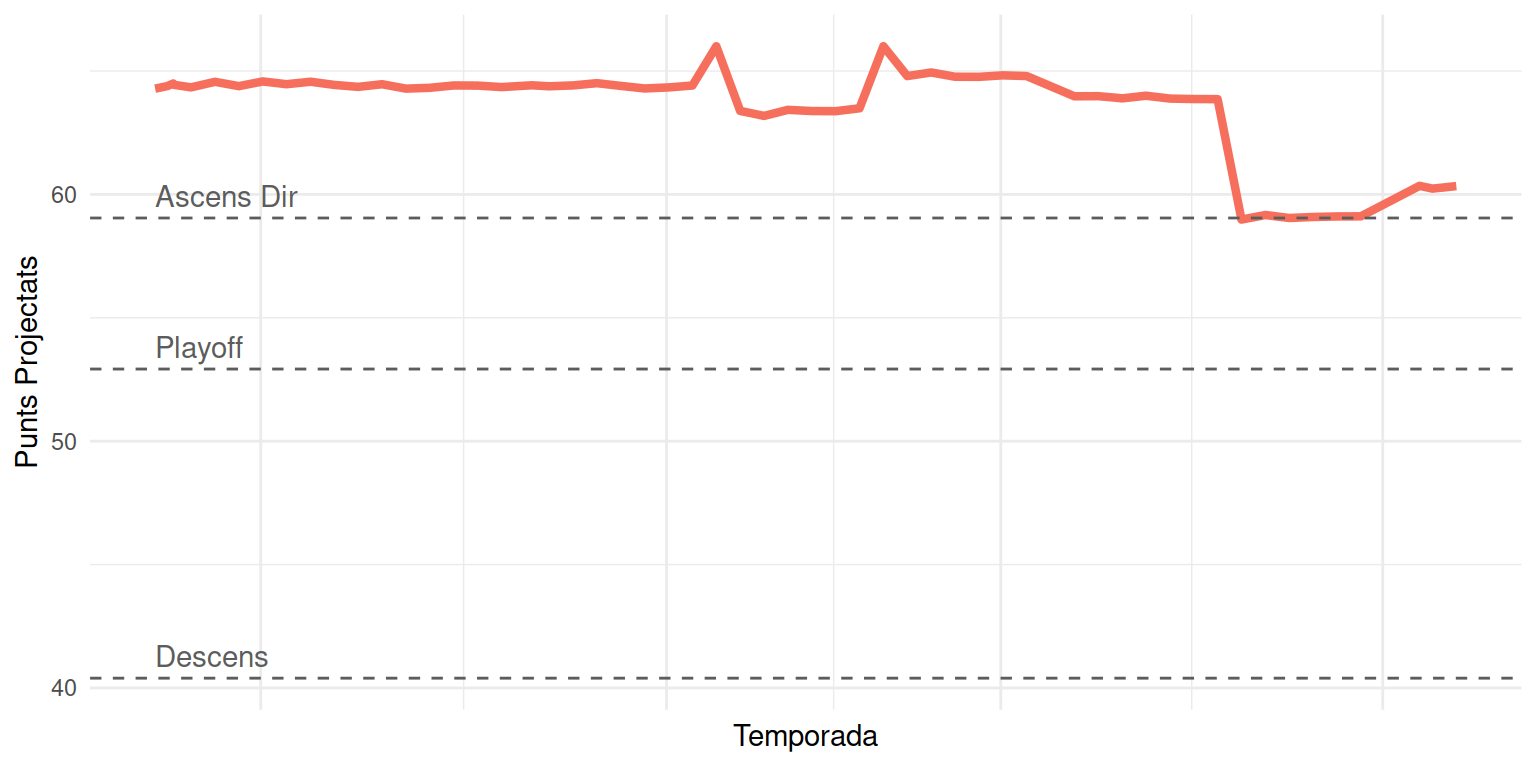 60
Ascens Dir
Playoff
50
Descens
40
Punts Projectats
Temporada